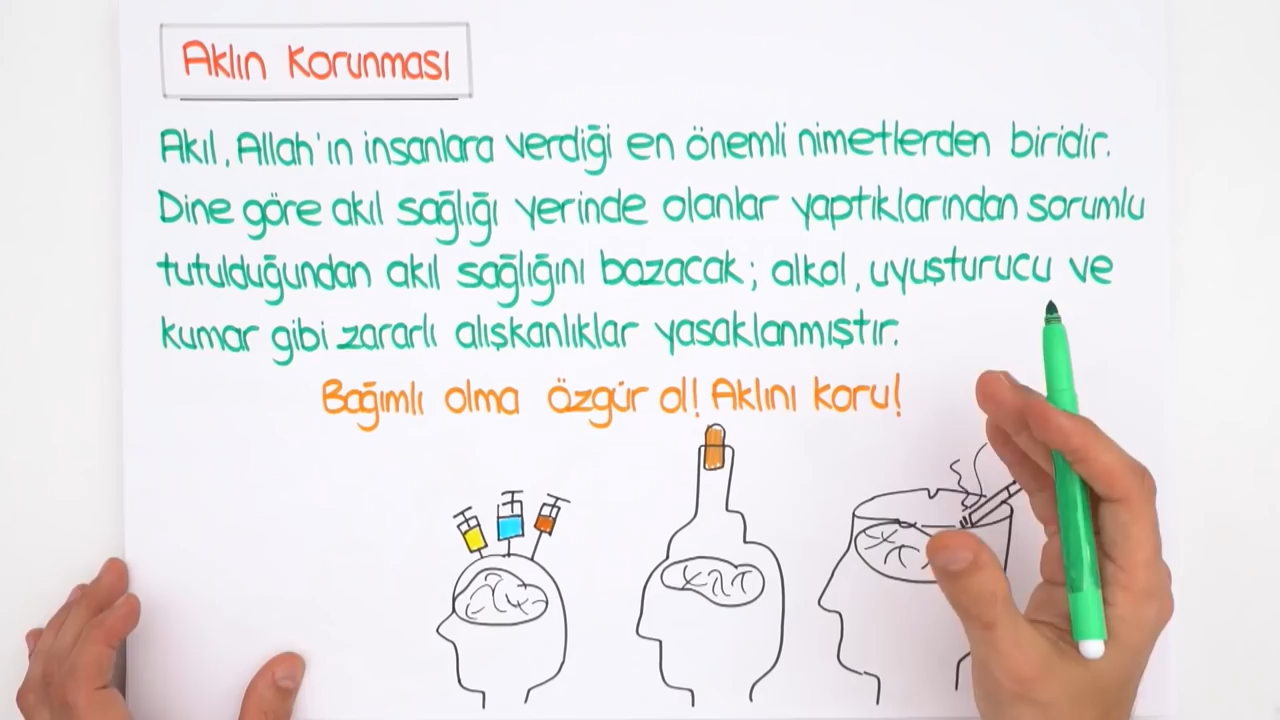 Aklın Korunması
Akıl, Allah'ın insanlara verdiği en önemli nimetlerden biridir.
Dine göre akıl sağlığı yerinde olanlar yaptıklarından sorumlu
tutulduğundan akıl sağlığını bozacak; alkol, uyuşturucu ve
kumar gibi zararlı alışkanlıklar yasaklanmıştır.
Bağımlı olma özgür ol! Aklını koru!